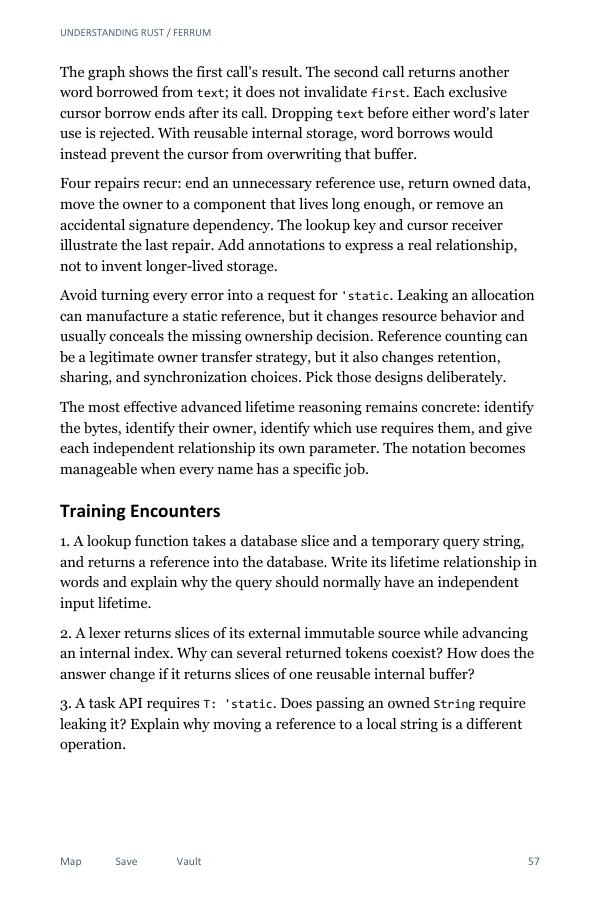 UNDERSTANDING RUST / FERRUM
The graph shows the first call's result. The second call returns another
word borrowed from text; it does not invalidate first. Each exclusive
cursor borrow ends after its call. Dropping text before either word's later
use is rejected. With reusable internal storage, word borrows would
instead prevent the cursor from overwriting that buffer.
Four repairs recur: end an unnecessary reference use, return owned data,
move the owner to a component that lives long enough, or remove an
accidental signature dependency. The lookup key and cursor receiver
illustrate the last repair. Add annotations to express a real relationship,
not to invent longer-lived storage.
Avoid turning every error into a request for 'static. Leaking an allocation
can manufacture a static reference, but it changes resource behavior and
usually conceals the missing ownership decision. Reference counting can
be a legitimate owner transfer strategy, but it also changes retention,
sharing, and synchronization choices. Pick those designs deliberately.
The most effective advanced lifetime reasoning remains concrete: identify
the bytes, identify their owner, identify which use requires them, and give
each independent relationship its own parameter. The notation becomes
manageable when every name has a specific job.
Training Encounters
1. A lookup function takes a database slice and a temporary query string,
and returns a reference into the database. Write its lifetime relationship in
words and explain why the query should normally have an independent
input lifetime.
2. A lexer returns slices of its external immutable source while advancing
an internal index. Why can several returned tokens coexist? How does the
answer change if it returns slices of one reusable internal buffer?
3. A task API requires T: 'static. Does passing an owned String require
leaking it? Explain why moving a reference to a local string is a different
operation.
Map Save Vault 57